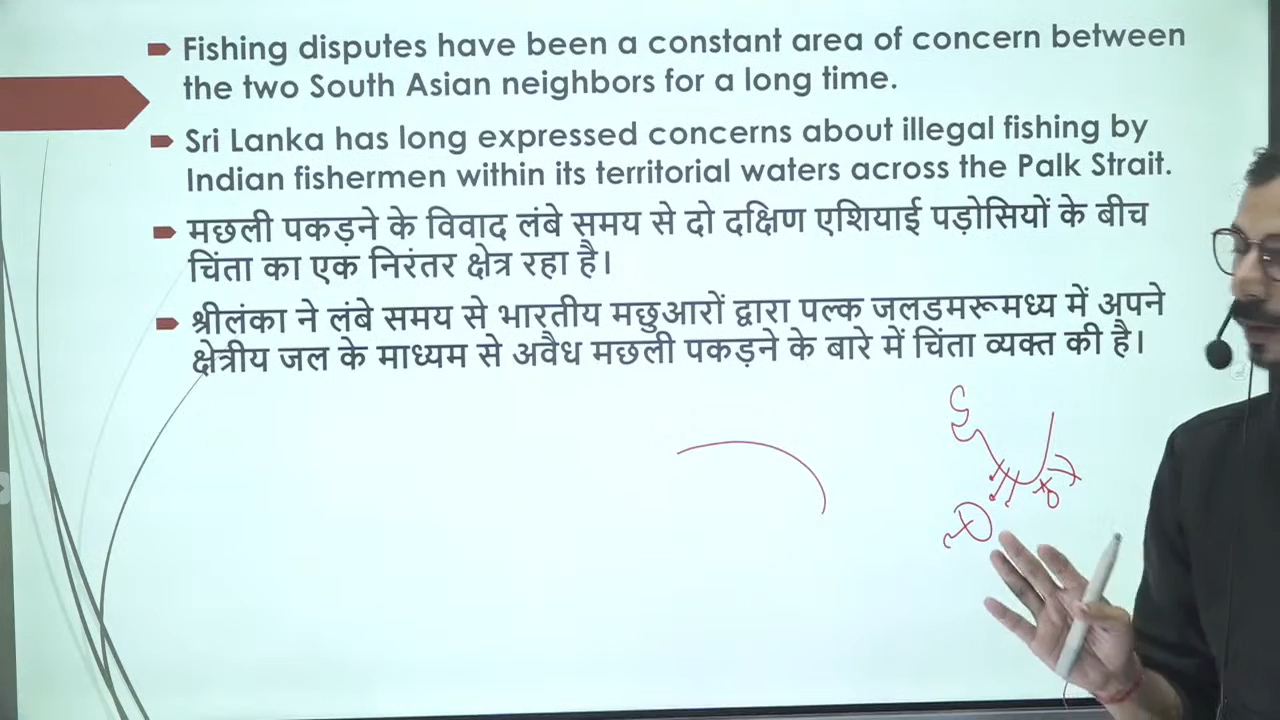 Fishing disputes have been a constant area of concern between
the two South Asian neighbors for a long time.
Sri Lanka has long expressed concerns about illegal fishing by
Indian fishermen within its territorial waters across the Palk Strait.
मछली पकड़ने के विवाद लंबे समय से दो दक्षिण एशियाई पड़ोसियों के बीच
चिंता का एक निरंतर क्षेत्र रहा है।
श्रीलंका ने लंबे समय से भारतीय मछुआरों द्वारा पल्क जलडमरूमध्य में अपने
क्षेत्रीय जल के माध्यम से अवैध मछली पकड़ने के बारे में चिंता व्यक्त की है।